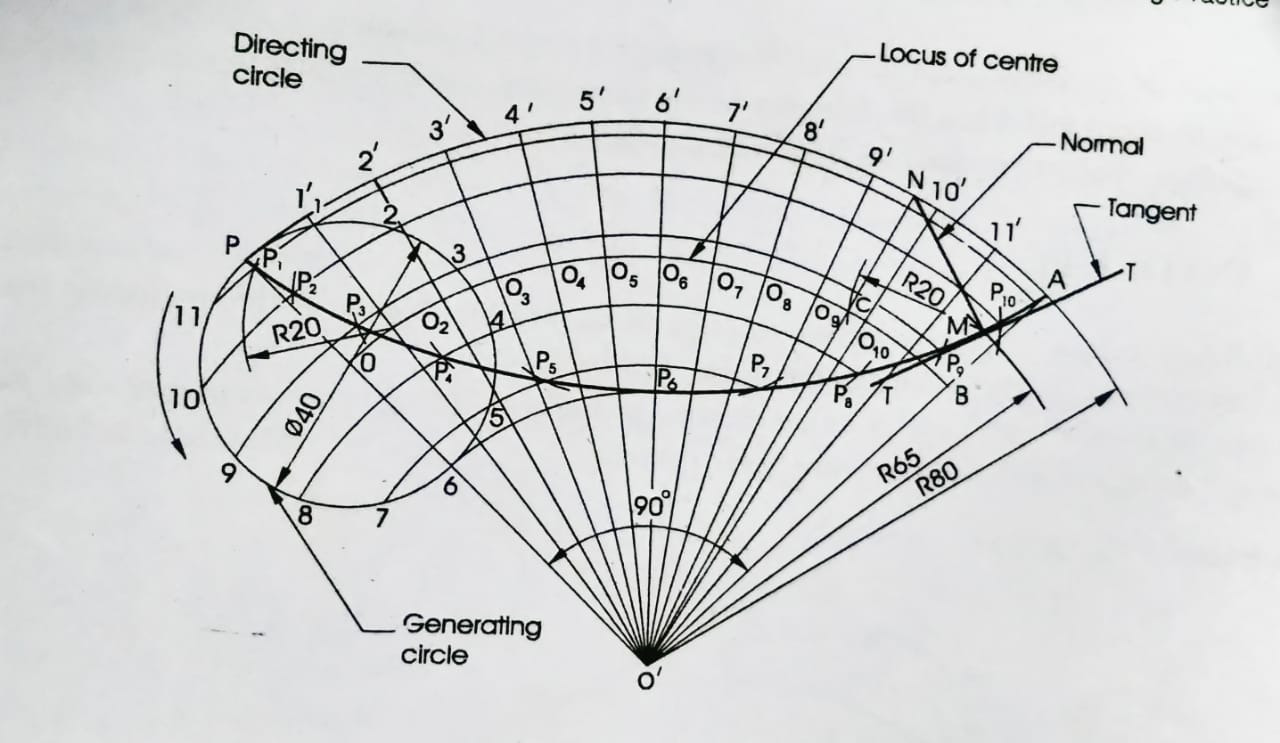 Directing
circle
Locus of centre
Normal
Tangent
P
1'
2'
3'
4'
5'
6'
7'
8'
9'
N
10'
11'
A
T
1
2
3
4
5
6
7
8
9
10
11
P₁
P₂
P₃
P₄
P₅
P₆
P₇
P₈
P₉
P₁₀
O
O₂
O₃
O₄
O₅
O₆
O₇
O₈
O₉
O₁₀
C
M
B
T
R20
R20
Ø40
R65
R80
90°
Generating
circle
O'